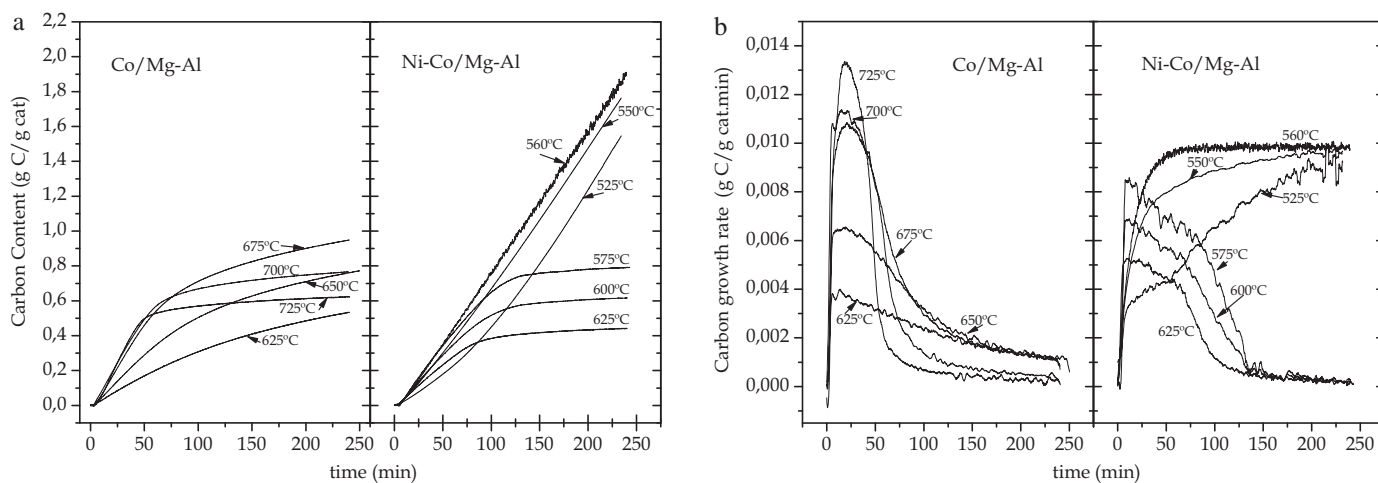 a
Carbon Content (g C/ g cat)
2,2
2,0
1,8
1,6
1,4
1,2
1,0
0,8
0,6
0,4
0,2
0,0
Co/Mg-Al
675ºC
700ºC
650ºC
725ºC
625ºC
0 50 100 150 200 250
Ni-Co/Mg-Al
560ºC
550ºC
525ºC
575ºC
600ºC
625ºC
0 50 100 150 200 250
time (min)
b
Carbon growth rate (g C/ g cat.min)
0,014
0,012
0,010
0,008
0,006
0,004
0,002
0,000
Co/Mg-Al
725ºC
700ºC
675ºC
650ºC
625ºC
0 50 100 150 200 250
Ni-Co/Mg-Al
560ºC
550ºC
525ºC
575ºC
600ºC
625ºC
0 50 100 150 200 250
time (min)